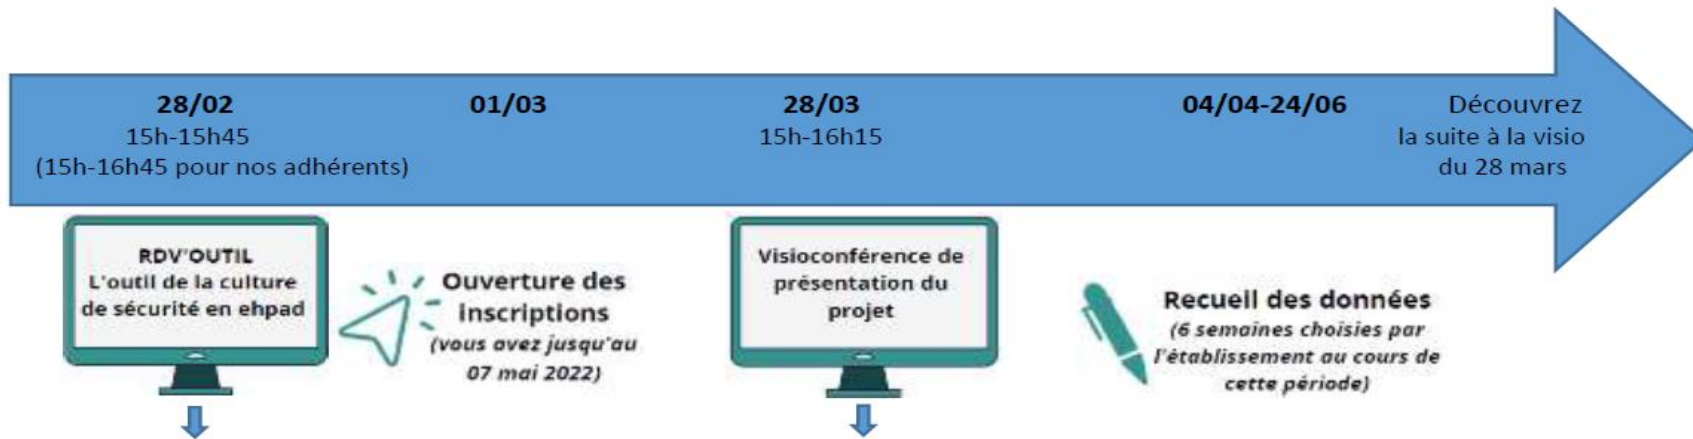 28/02
15h-15h45
(15h-16h45 pour nos adhérents)
01/03
28/03
15h-16h15
04/04-24/06
Découvrez
la suite à la visio
du 28 mars
RDV'OUTIL
L'outil de la culture
de sécurité en ehpad
Ouverture des
inscriptions
(vous avez jusqu'au
07 mai 2022)
Visioconférence de
présentation du
projet
Recueil des données
(6 semaines choisies par
l'établissement au cours de
cette période)